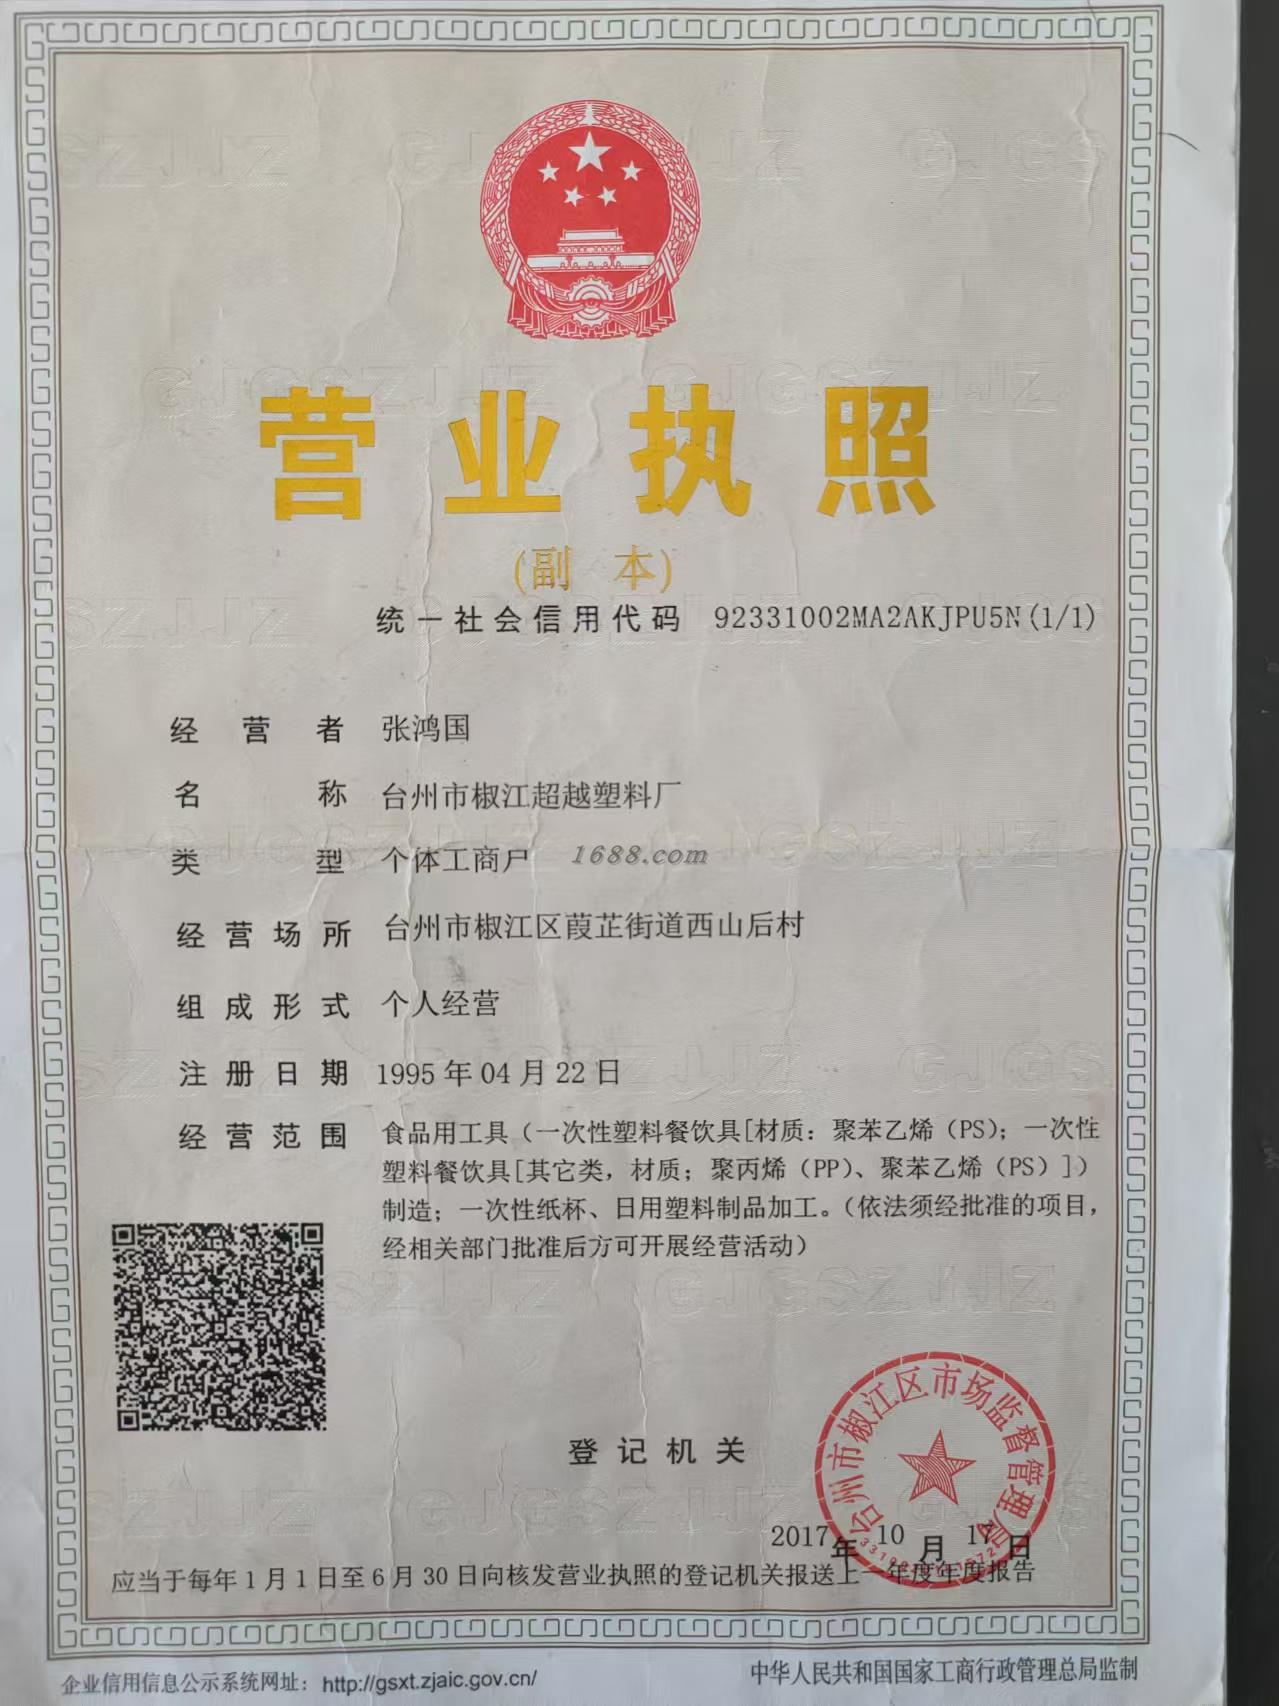 营业执照
(副 本)
统一社会信用代码 92331002MA2AKJPU5N(1/1)
经营者 张鸿国
名称 台州市椒江超越塑料厂
类型 个体工商户 1688.com
经营场所 台州市椒江区葭芷街道西山后村
组成形式 个人经营
注册日期 1995年04月22日
经营范围 食品用工具（一次性塑料餐饮具[材质：聚苯乙烯（PS）；一次性
塑料餐饮具[其它类，材质；聚丙烯（PP）、聚苯乙烯（PS）]）
制造；一次性纸杯、日用塑料制品加工。（依法须经批准的项目，
经相关部门批准后方可开展经营活动）
登记机关
台州市椒江区市场监督管理局
2017年10月17日
应当于每年1月1日至6月30日向核发营业执照的登记机关报送上一年度年度报告
企业信用信息公示系统网址：http://gsxt.zjaic.gov.cn/
中华人民共和国国家工商行政管理总局监制